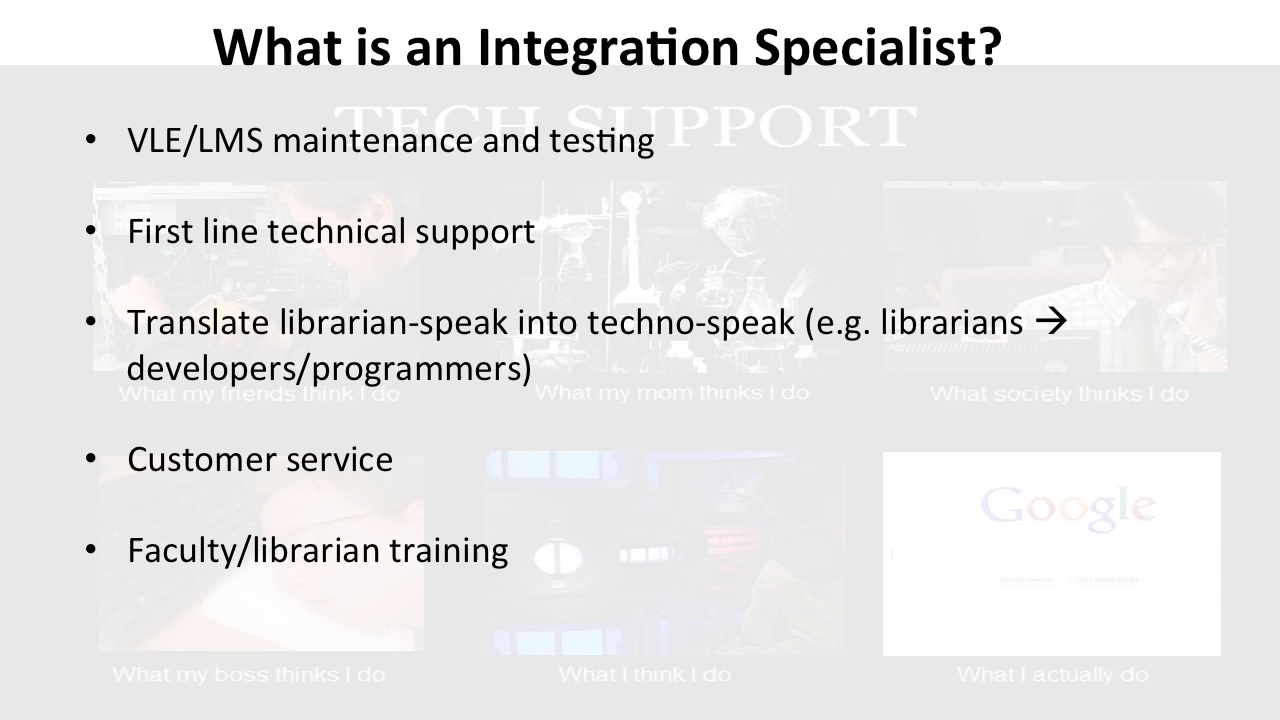 What is an Integration Specialist?
TECH SUPPORT
• VLE/LMS maintenance and testing
• First line technical support
• Translate librarian-speak into techno-speak (e.g. librarians →
developers/programmers)
What my friends think I do
What my mom thinks I do
What society thinks I do
• Customer service
Google
• Faculty/librarian training
What my boss thinks I do
What I think I do
What I actually do